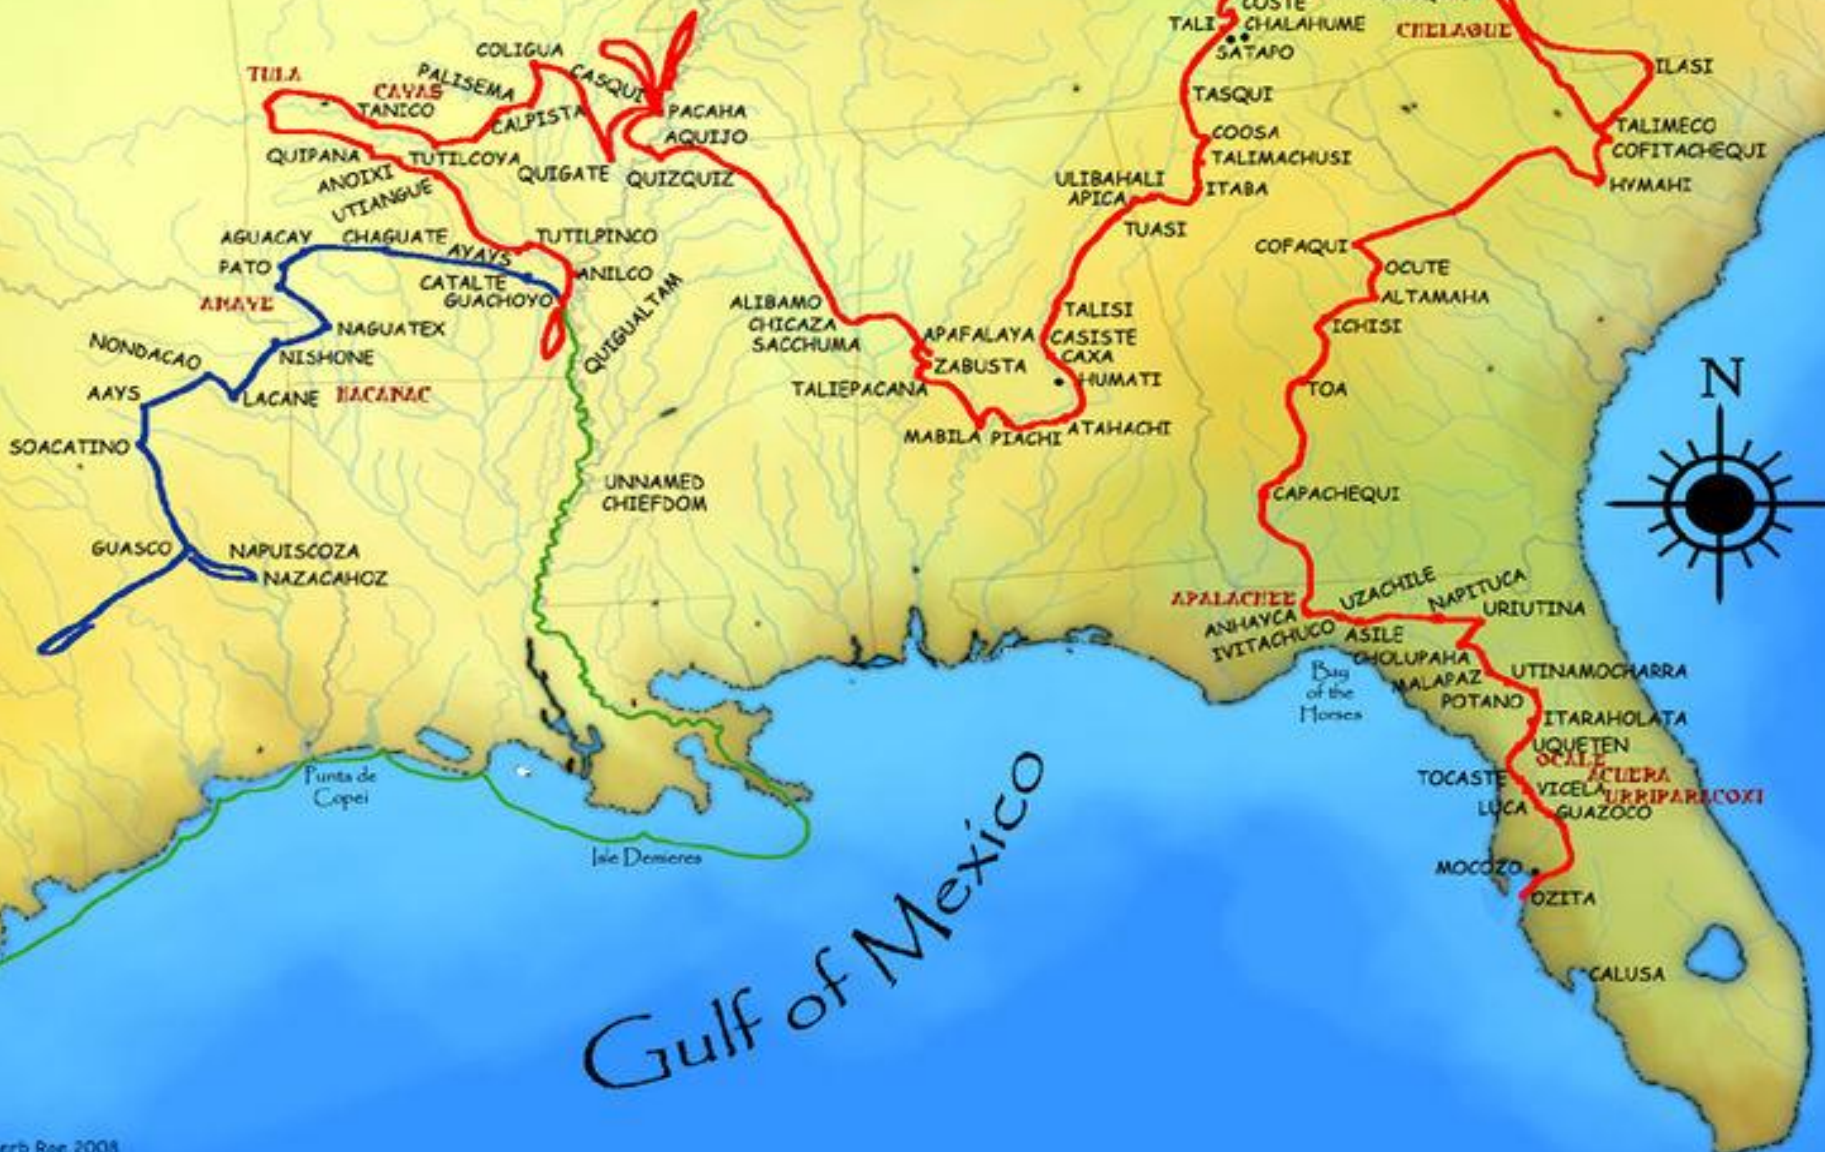 COSTE
TALI
CHALAHUME
SATAPO
CHELAQUE
ILASI
COLIGUA
TULA
PALISEMA
CASQUI
CAYAS
TANICO
CALPISTA
PACAHA
AQUIJO
TASQUI
COOSA
TALIMACHUSI
TALIMECO
COFITACHEQUI
HYMAHI
QUIPANA
TUTILCOYA
ANOIXI
QUIGATE
QUIZQUIZ
UTIANGUE
ULIBAHALI
APICA
ITABA
TUASI
AGUACAY
CHAGUATE
AYAYS
TUTILPINCO
PATO
CATALTE
ANILCO
GUACHOYO
AMAYE
QUIGUALTAM
COFAQUI
OCUTE
ALTAMAHA
ICHISI
NAGUATEX
NONDACAO
NISHONE
ALIBAMO
CHICAZA
SACCHUMA
APAFALAYA
ZABUSTA
TALIEPACANA
TALISI
CASISTE
CAXA
HUMATI
AAYS
LACANE
HACANAC
TOA
N
MABILA
PIACHI
ATAHACHI
SOACATINO
UNNAMED
CHIEFDOM
CAPACHEQUI
GUASCO
NAPUISCOZA
NAZACAHOZ
APALACHEE
UZACHILE
NAPITUCA
URIUTINA
ANHAYCA
IVITACHUCO
ASILE
CHOLUPAHA
UTINAMOCHARRA
Bay
of the
Horses
MALAPAZ
POTANO
ITARAHOLATA
UQUETEN
OCALE
ACUERA
TOCASTE
VICELA
URRIPARACOXI
LUCA
GUAZOCO
Punta de
Copei
Isle Demieres
Gulf of Mexico
MOCOZO
OZITA
CALUSA
erb Roe 2008